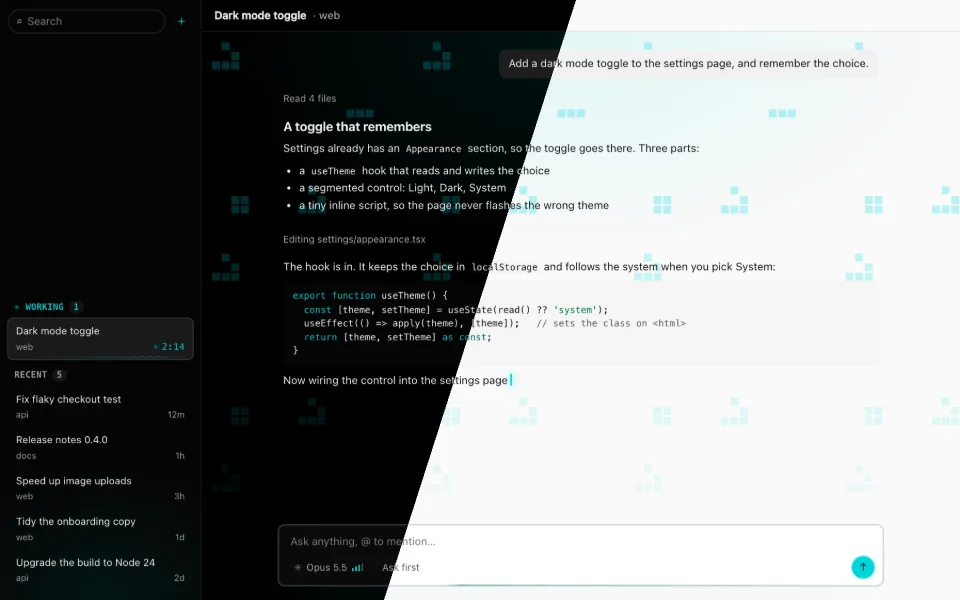 Search
+
Dark mode toggle · web
Add a dark mode toggle to the settings page, and remember the choice.
Read 4 files
A toggle that remembers
Settings already has an Appearance section, so the toggle goes there. Three parts:
• a useTheme hook that reads and writes the choice
• a segmented control: Light, Dark, System
• a tiny inline script, so the page never flashes the wrong theme
Editing settings/appearance.tsx
The hook is in. It keeps the choice in localStorage and follows the system when you pick System:
export function useTheme() {
const [theme, setTheme] = useState(read() ?? 'system');
useEffect(() => apply(theme), [theme]);   // sets the class on <html>
return [theme, setTheme] as const;
}
Now wiring the control into the settings page
WORKING 1
Dark mode toggle
web 2:14
RECENT 5
Fix flaky checkout test
api 12m
Release notes 0.4.0
docs 1h
Speed up image uploads
web 3h
Tidy the onboarding copy
web 1d
Upgrade the build to Node 24
api 2d
Ask anything, @ to mention...
Opus 5.5 Ask first